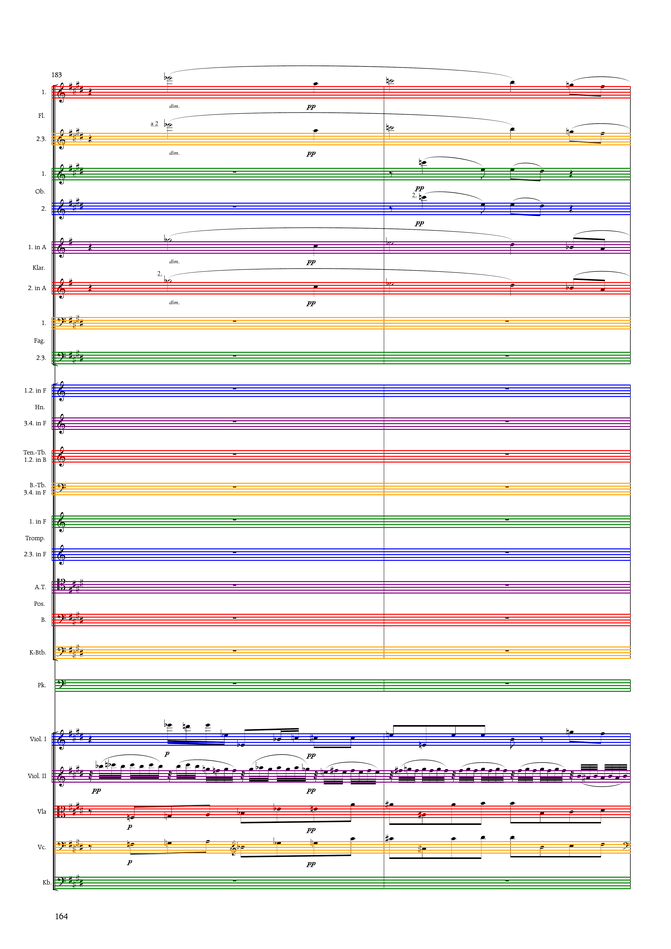 183
1.
dim.
pp
Fl.
a 2
2.3.
dim.
pp
1.
pp
Ob.
2.
2.
pp
1. in A
dim.
pp
Klar.
2.
2. in A
dim.
pp
1.
Fag.
2.3.
1.2. in F
Hn.
3.4. in F
Ten.-Tb.
1.2. in B
B.-Tb.
3.4. in F
1. in F
Tromp.
2.3. in F
A.T.
Pos.
B.
K-Btb.
Pk.
Viol. I
p
pp
Viol. II
pp
pp
Vla
p
pp
Vc.
p
pp
Kb.
164